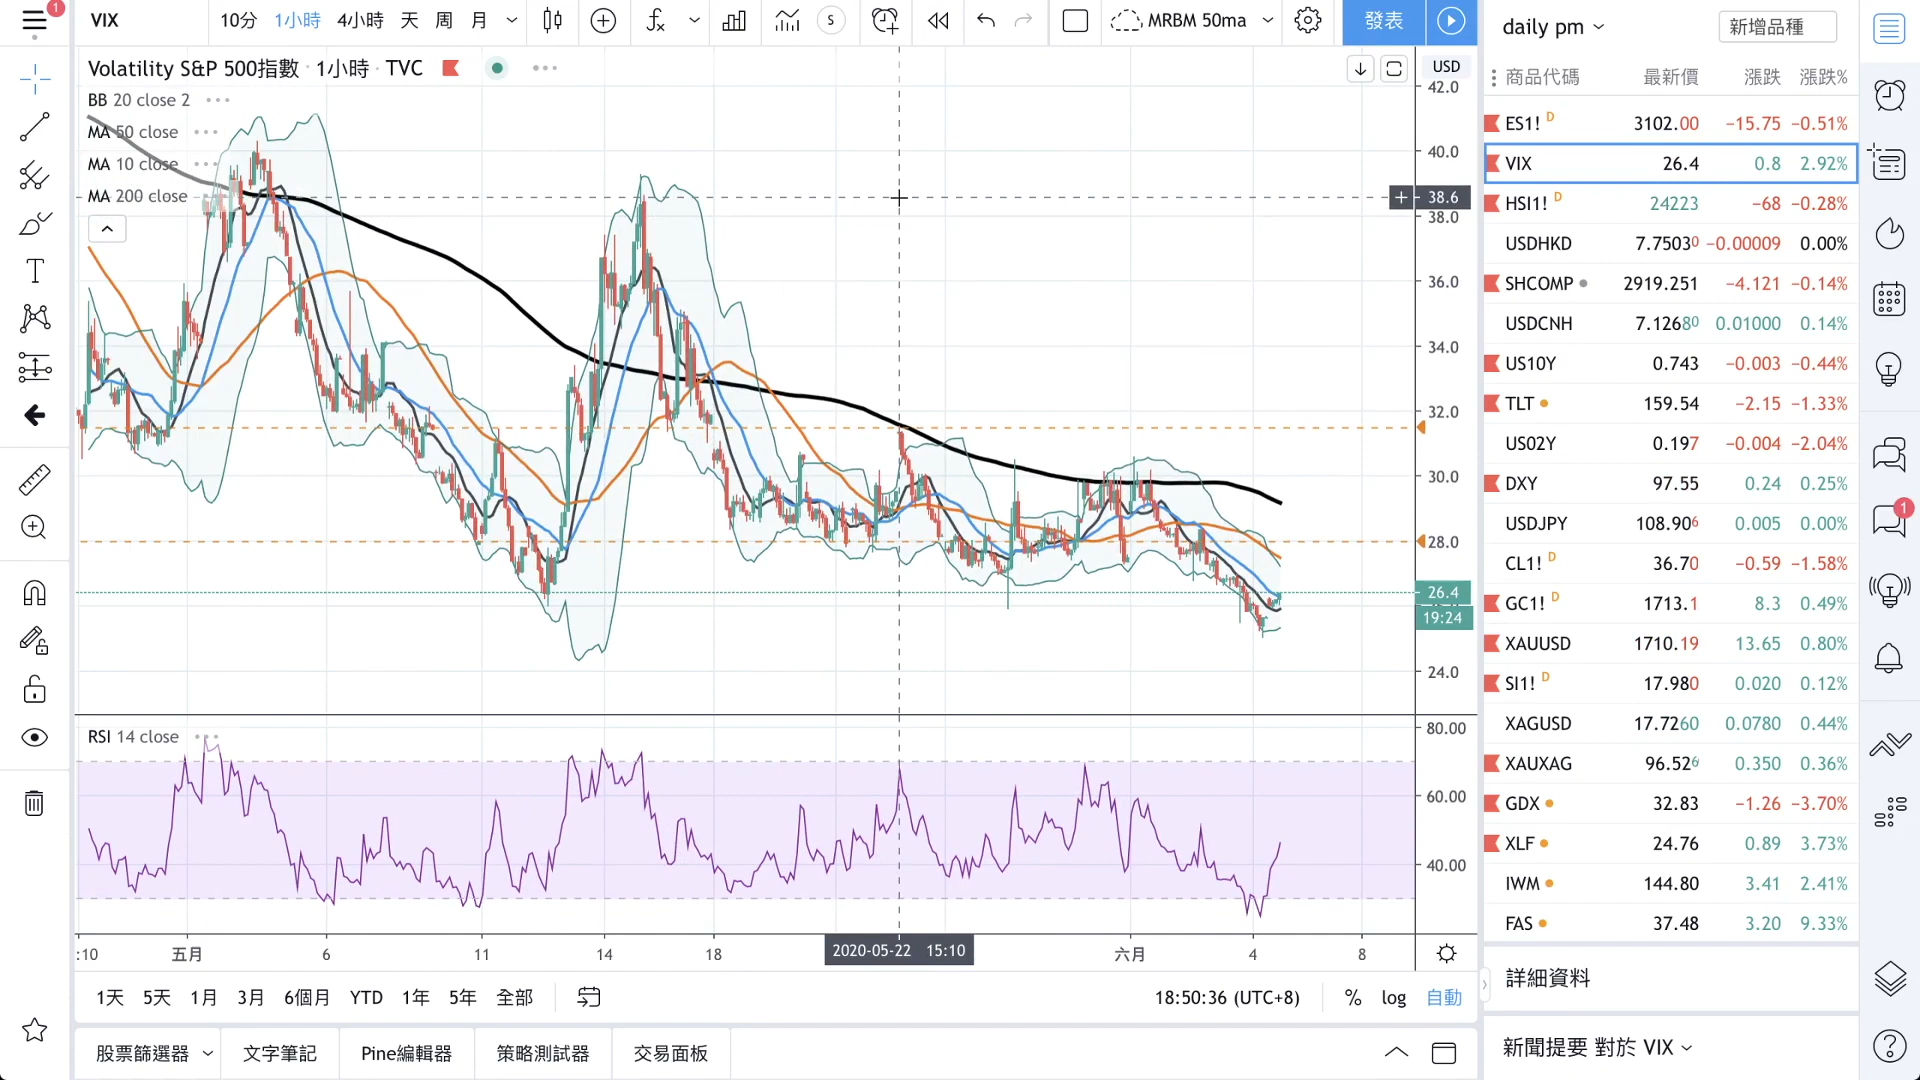 1
VIX 10分 1小時 4小時 天 周 月 S MRBM 50ma 發表
Volatility S&P 500指數 · 1小時 · TVC
BB 20 close 2
MA 50 close
MA 10 close
MA 200 close
USD
42.0
40.0
38.6
38.0
36.0
34.0
32.0
30.0
28.0
26.4
19:24
24.0
RSI 14 close
80.00
60.00
40.00
:10 五月 6 11 14 18 2020-05-22 15:10 六月 4 8
1天 5天 1月 3月 6個月 YTD 1年 5年 全部 18:50:36 (UTC+8) % log 自動
股票篩選器 文字筆記 Pine編輯器 策略測試器 交易面板
daily pm 新增品種
商品代碼 最新價 漲跌 漲跌%
ES1! D 3102.00 −15.75 −0.51%
VIX 26.4 0.8 2.92%
HSI1! D 24223 −68 −0.28%
USDHKD 7.75030 −0.00009 0.00%
SHCOMP 2919.251 −4.121 −0.14%
USDCNH 7.12680 0.01000 0.14%
US10Y 0.743 −0.003 −0.44%
TLT 159.54 −2.15 −1.33%
US02Y 0.197 −0.004 −2.04%
DXY 97.55 0.24 0.25%
USDJPY 108.906 0.005 0.00%
CL1! D 36.70 −0.59 −1.58%
GC1! D 1713.1 8.3 0.49%
XAUUSD 1710.19 13.65 0.80%
SI1! D 17.980 0.020 0.12%
XAGUSD 17.7260 0.0780 0.44%
XAUXAG 96.526 0.350 0.36%
GDX 32.83 −1.26 −3.70%
XLF 24.76 0.89 3.73%
IWM 144.80 3.41 2.41%
FAS 37.48 3.20 9.33%
詳細資料
新聞提要 對於 VIX
1